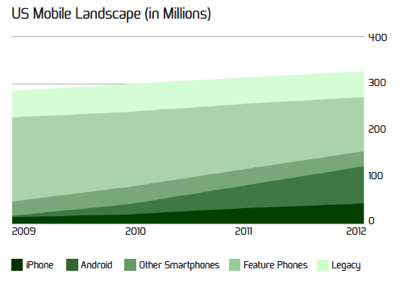 US Mobile Landscape (in Millions)
400
300
200
100
0
2009 2010 2011 2012
iPhone Android Other Smartphones Feature Phones Legacy